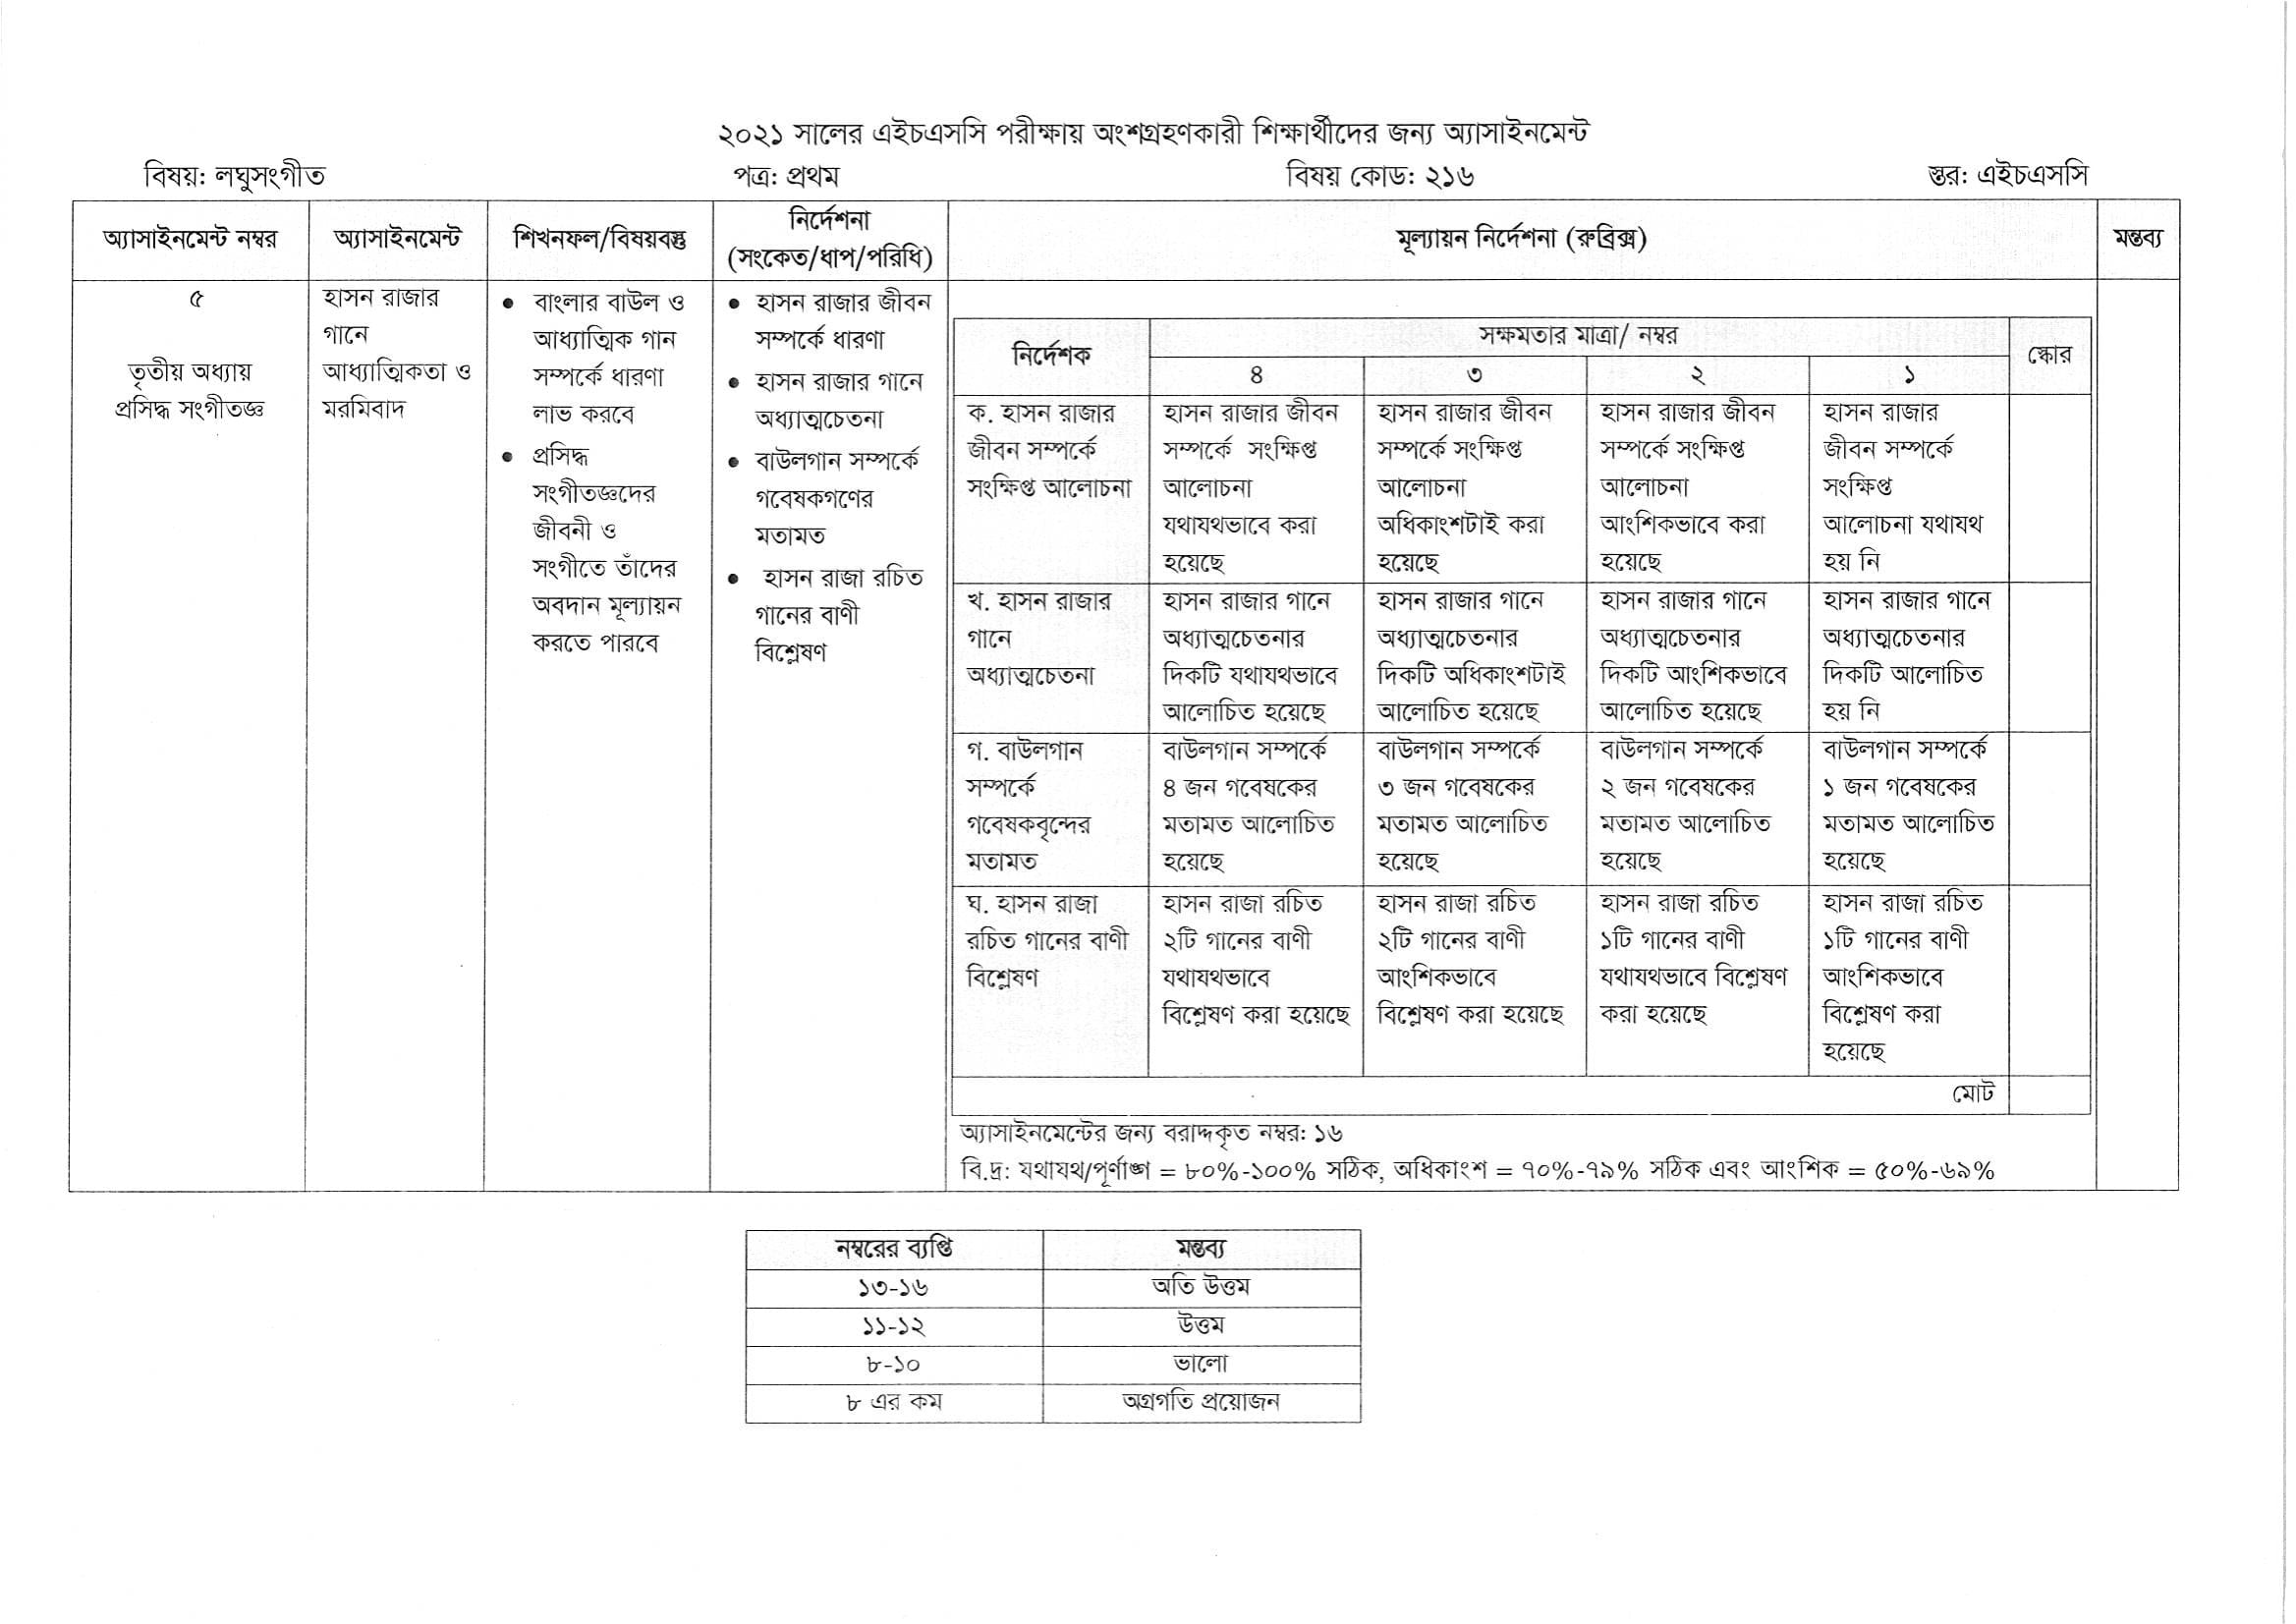 ২০২১ সালের এইচএসসি পরীক্ষায় অংশগ্রহণকারী শিক্ষার্থীদের জন্য অ্যাসাইনমেন্ট
বিষয়: লঘুসংগীত পত্র: প্রথম বিষয় কোড: ২১৬ স্তর: এইচএসসি
অ্যাসাইনমেন্ট নম্বর
অ্যাসাইনমেন্ট
শিখনফল/বিষয়বস্তু
নির্দেশনা
(সংকেত/ধাপ/পরিধি)
মূল্যায়ন নির্দেশনা (রুব্রিক্স)
মন্তব্য
৫
তৃতীয় অধ্যায়
প্রসিদ্ধ সংগীতজ্ঞ
হাসন রাজার
গানে
আধ্যাত্মিকতা ও
মরমিবাদ
• বাংলার বাউল ও
আধ্যাত্মিক গান
সম্পর্কে ধারণা
লাভ করবে
• প্রসিদ্ধ
সংগীতজ্ঞদের
জীবনী ও
সংগীতে তাঁদের
অবদান মূল্যায়ন
করতে পারবে
• হাসন রাজার জীবন
সম্পর্কে ধারণা
• হাসন রাজার গানে
অধ্যাত্মচেতনা
• বাউলগান সম্পর্কে
গবেষকগণের
মতামত
• হাসন রাজা রচিত
গানের বাণী
বিশ্লেষণ
নির্দেশক
সক্ষমতার মাত্রা/ নম্বর
স্কোর
৪ ৩ ২ ১
ক. হাসন রাজার
জীবন সম্পর্কে
সংক্ষিপ্ত আলোচনা
হাসন রাজার জীবন
সম্পর্কে সংক্ষিপ্ত
আলোচনা
যথাযথভাবে করা
হয়েছে
হাসন রাজার জীবন
সম্পর্কে সংক্ষিপ্ত
আলোচনা
অধিকাংশটাই করা
হয়েছে
হাসন রাজার জীবন
সম্পর্কে সংক্ষিপ্ত
আলোচনা
আংশিকভাবে করা
হয়েছে
হাসন রাজার
জীবন সম্পর্কে
সংক্ষিপ্ত
আলোচনা যথাযথ
হয় নি
খ. হাসন রাজার
গানে
অধ্যাত্মচেতনা
হাসন রাজার গানে
অধ্যাত্মচেতনার
দিকটি যথাযথভাবে
আলোচিত হয়েছে
হাসন রাজার গানে
অধ্যাত্মচেতনার
দিকটি অধিকাংশটাই
আলোচিত হয়েছে
হাসন রাজার গানে
অধ্যাত্মচেতনার
দিকটি আংশিকভাবে
আলোচিত হয়েছে
হাসন রাজার গানে
অধ্যাত্মচেতনার
দিকটি আলোচিত
হয় নি
গ. বাউলগান
সম্পর্কে
গবেষকবৃন্দের
মতামত
বাউলগান সম্পর্কে
৪ জন গবেষকের
মতামত আলোচিত
হয়েছে
বাউলগান সম্পর্কে
৩ জন গবেষকের
মতামত আলোচিত
হয়েছে
বাউলগান সম্পর্কে
২ জন গবেষকের
মতামত আলোচিত
হয়েছে
বাউলগান সম্পর্কে
১ জন গবেষকের
মতামত আলোচিত
হয়েছে
ঘ. হাসন রাজা
রচিত গানের বাণী
বিশ্লেষণ
হাসন রাজা রচিত
২টি গানের বাণী
যথাযথভাবে
বিশ্লেষণ করা হয়েছে
হাসন রাজা রচিত
২টি গানের বাণী
আংশিকভাবে
বিশ্লেষণ করা হয়েছে
হাসন রাজা রচিত
১টি গানের বাণী
যথাযথভাবে বিশ্লেষণ
করা হয়েছে
হাসন রাজা রচিত
১টি গানের বাণী
আংশিকভাবে
বিশ্লেষণ করা
হয়েছে
মোট
অ্যাসাইনমেন্টের জন্য বরাদ্দকৃত নম্বর: ১৬
বি.দ্র: যথাযথ/পূর্ণাঙ্গ = ৮০%-১০০% সঠিক, অধিকাংশ = ৭০%-৭৯% সঠিক এবং আংশিক = ৫০%-৬৯%
নম্বরের ব্যপ্তি মন্তব্য
১৩-১৬ অতি উত্তম
১১-১২ উত্তম
৮-১০ ভালো
৮ এর কম অগ্রগতি প্রয়োজন